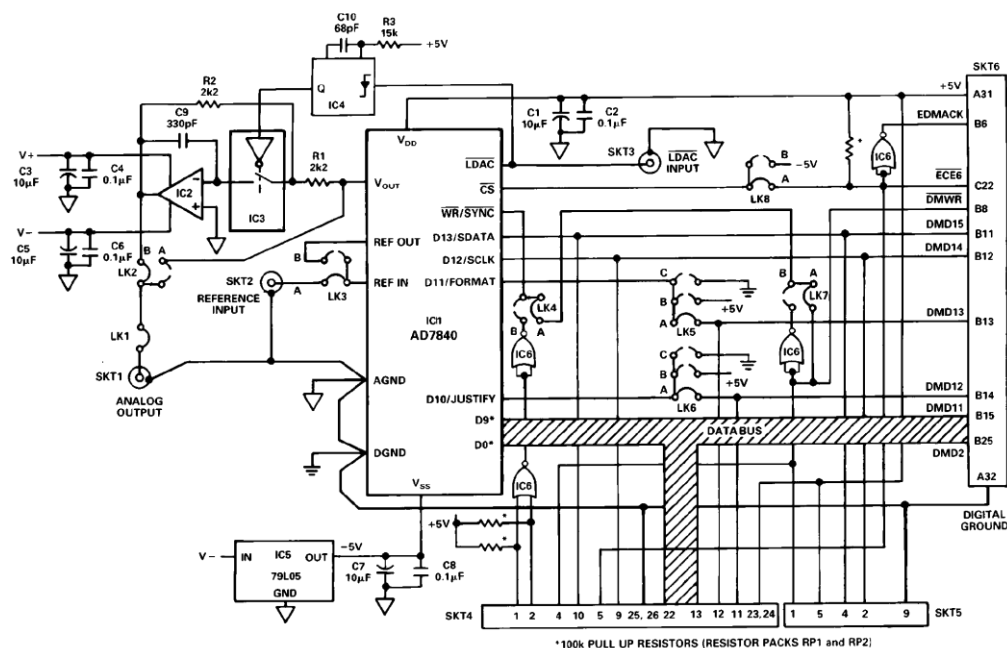 C10
68pF
R3
15k
+5V
SKT6
R2
2k2
Q
IC4
+5V
A31
C9
330pF
EDMACK
B6
V+
C3
10µF
C4
0.1µF
IC2
+
IC3
R1
2k2
VDD
VOUT
C1
10µF
C2
0.1µF
LDAC
SKT3
LDAC
INPUT
B
-5V
A
LK8
*
IC6
CS
ECE6
C22
DMWR
B8
V-
C5
10µF
C6
0.1µF
WR/SYNC
DMD15
B11
REF OUT
D13/SDATA
DMD14
B12
B
A
LK2
SKT2
REFERENCE
INPUT
B
A
LK3
REF IN
D12/SCLK
D11/FORMAT
IC1
AD7840
LK4
B
A
IC6
C
B
+5V
A
LK5
B
A
LK7
IC6
DMD13
B13
LK1
SKT1
ANALOG
OUTPUT
AGND
C
B
+5V
A
LK6
D10/JUSTIFY
DMD12
B14
D9*
DMD11
B15
DATABUS
D0*
B25
DMD2
DGND
A32
VSS
IC6
DIGITAL
GROUND
+5V
*
*
V-
IN
IC5
OUT
79L05
GND
-5V
C7
10µF
C8
0.1µF
SKT4
1 2 4 10 5 9 25, 26 22 13 12 11 23, 24
1 5 4 2 9
SKT5
*100k PULL UP RESISTORS (RESISTOR PACKS RP1 and RP2)